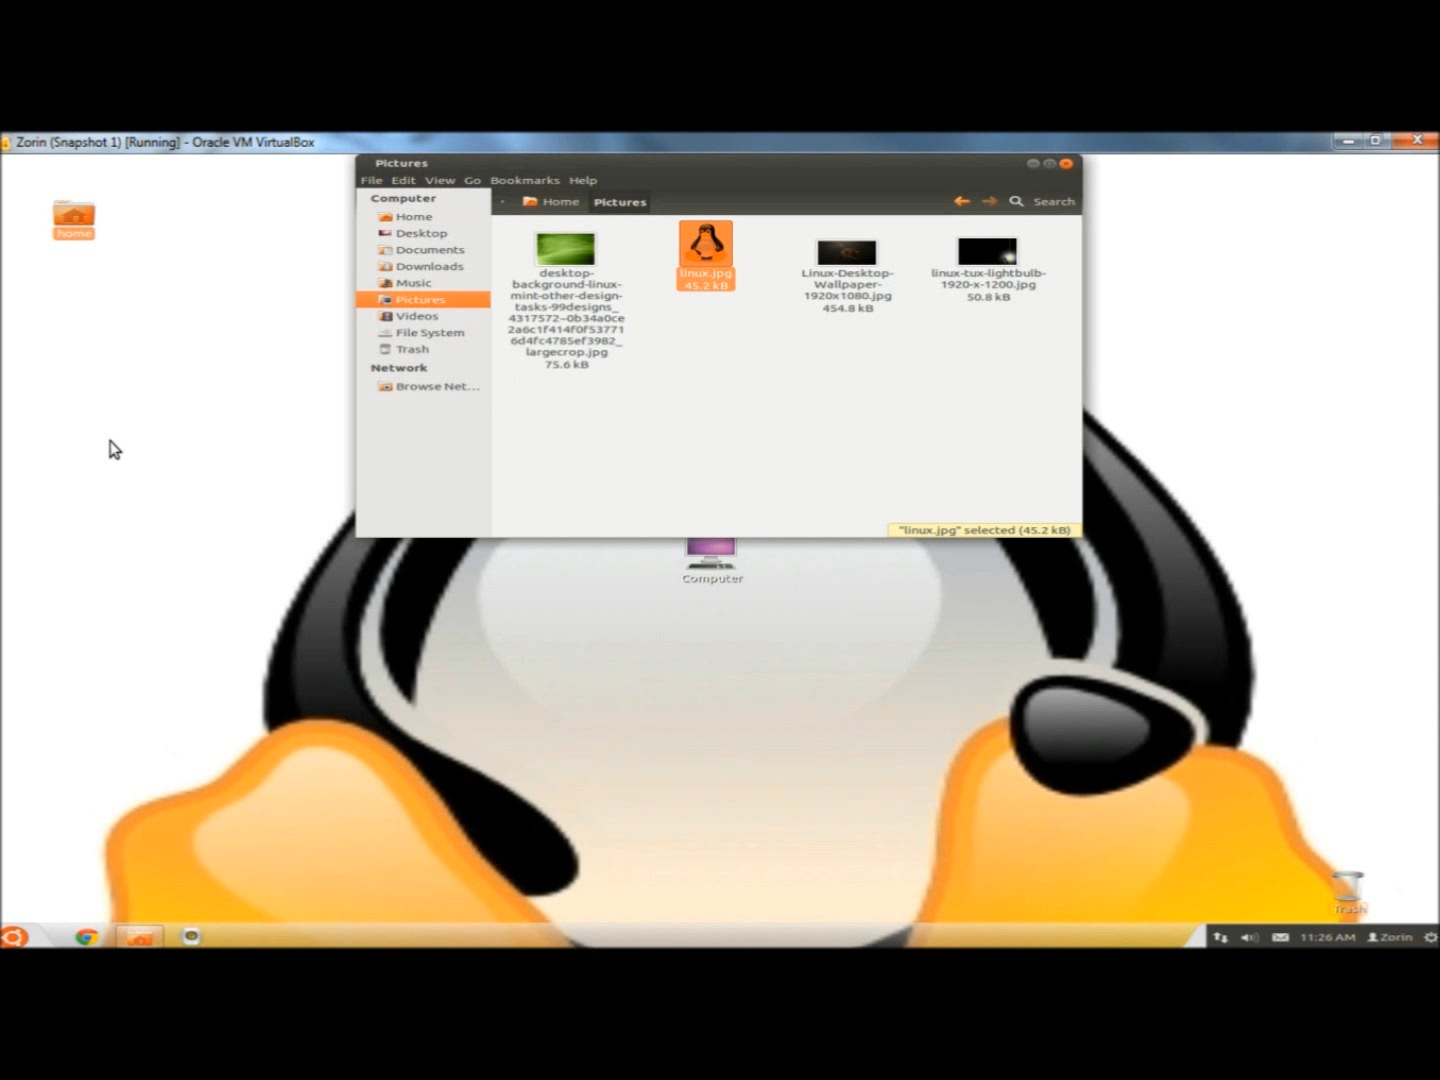 Zorin (Snapshot 1) [Running] - Oracle VM VirtualBox
Pictures
File Edit View Go Bookmarks Help
Computer
Home
Desktop
Documents
Downloads
Music
Pictures
Videos
File System
Trash
Network
Browse Net...
Home Pictures Search
desktop-
background-linux-
mint-other-design-
tasks-99designs_
4317572~0b34a0ce
2a6c1f414f0f53771
6d4fc4785ef3982_
largecrop.jpg
75.6 kB
linux.jpg
45.2 kB
Linux-Desktop-
Wallpaper-
1920x1080.jpg
454.8 kB
linux-tux-lightbulb-
1920-x-1200.jpg
50.8 kB
"linux.jpg" selected (45.2 kB)
home
Computer
Trash
11:26 AM Zorin